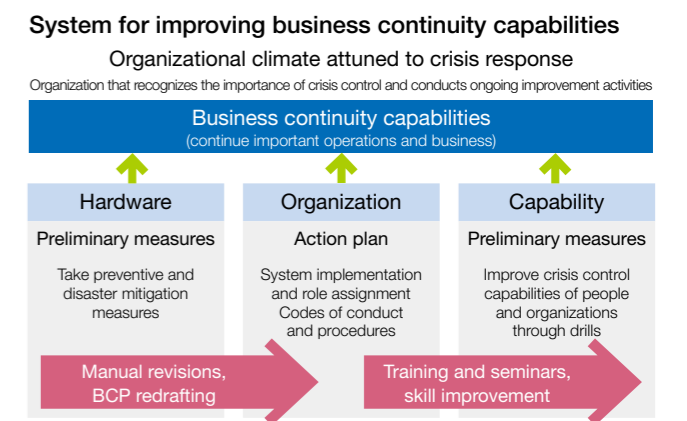 System for improving business continuity capabilities
Organizational climate attuned to crisis response
Organization that recognizes the importance of crisis control and conducts ongoing improvement activities
Business continuity capabilities
(continue important operations and business)
Hardware
Preliminary measures
Take preventive and
disaster mitigation
measures
Organization
Action plan
System implementation
and role assignment
Codes of conduct
and procedures
Capability
Preliminary measures
Improve crisis control
capabilities of people
and organizations
through drills
Manual revisions,
BCP redrafting
Training and seminars,
skill improvement